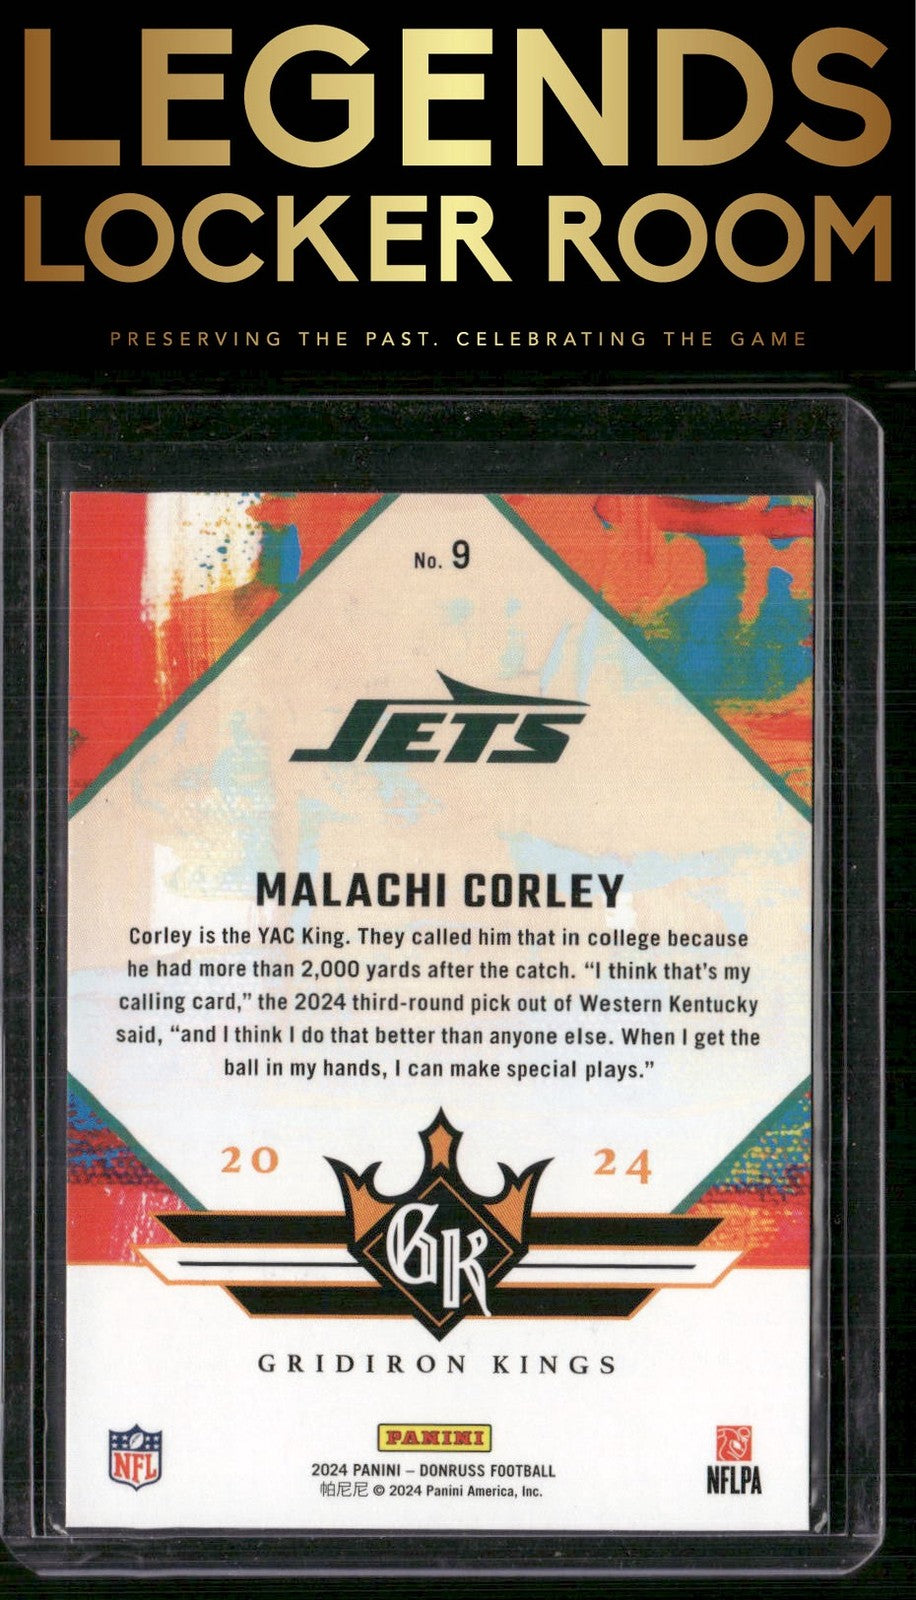 LEGENDS
LOCKER ROOM
PRESERVING THE PAST. CELEBRATING THE GAME
No. 9
JETS
MALACHI CORLEY
Corley is the YAC King. They called him that in college because
he had more than 2,000 yards after the catch. “I think that’s my
calling card,” the 2024 third-round pick out of Western Kentucky
said, “and I think I do that better than anyone else. When I get the
ball in my hands, I can make special plays.”
20 24
GK
GRIDIRON KINGS
NFL
PANINI
2024 PANINI – DONRUSS FOOTBALL
帕尼尼 © 2024 Panini America, Inc.
NFLPA